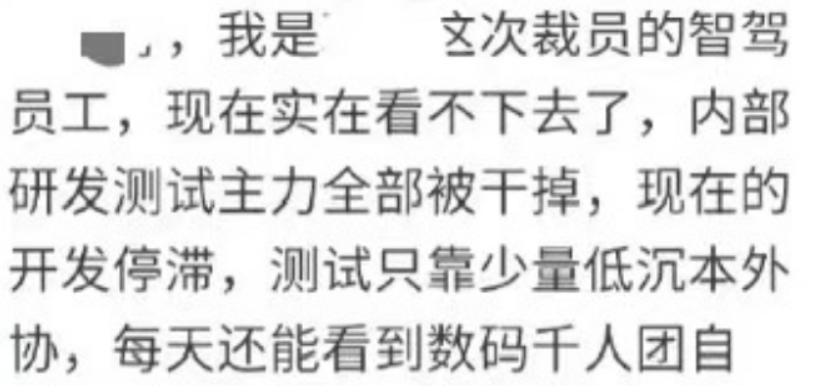 ，我是 这次裁员的智驾
员工，现在实在看不下去了，内部
研发测试主力全部被干掉，现在的
开发停滞，测试只靠少量低沉本外
协，每天还能看到数码千人团自